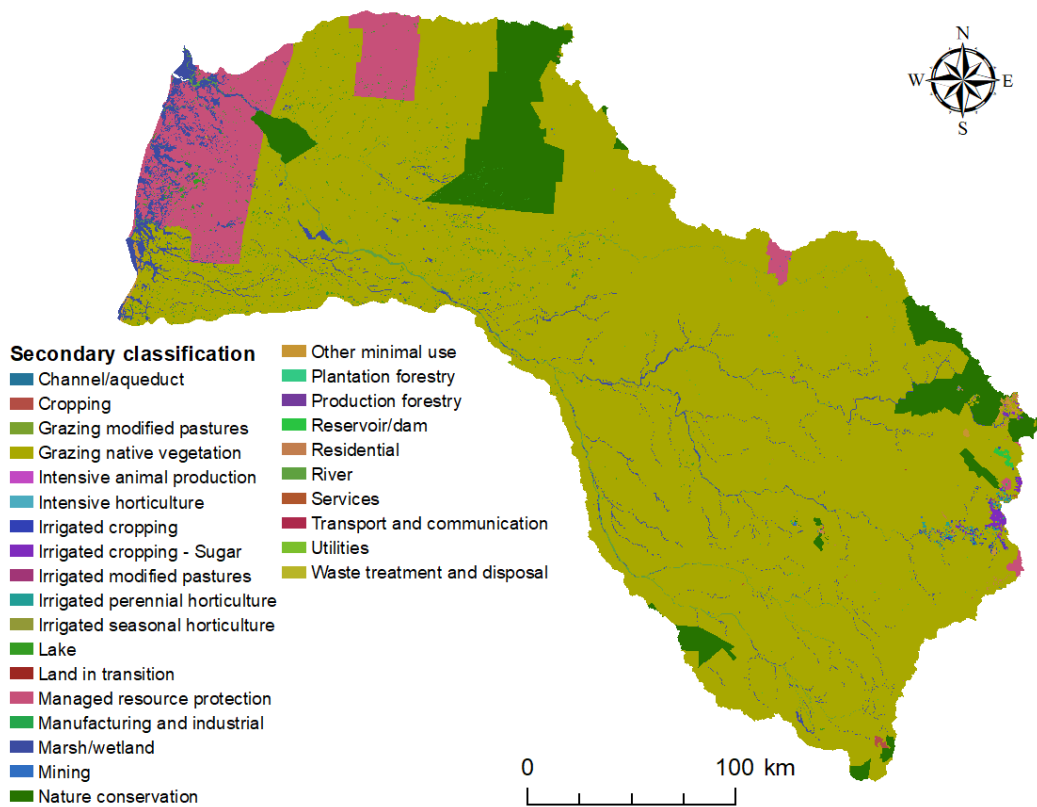 N
W
E
S
Secondary classification
Channel/aqueduct
Cropping
Grazing modified pastures
Grazing native vegetation
Intensive animal production
Intensive horticulture
Irrigated cropping
Irrigated cropping - Sugar
Irrigated modified pastures
Irrigated perennial horticulture
Irrigated seasonal horticulture
Lake
Land in transition
Managed resource protection
Manufacturing and industrial
Marsh/wetland
Mining
Nature conservation
Other minimal use
Plantation forestry
Production forestry
Reservoir/dam
Residential
River
Services
Transport and communication
Utilities
Waste treatment and disposal
0 100 km